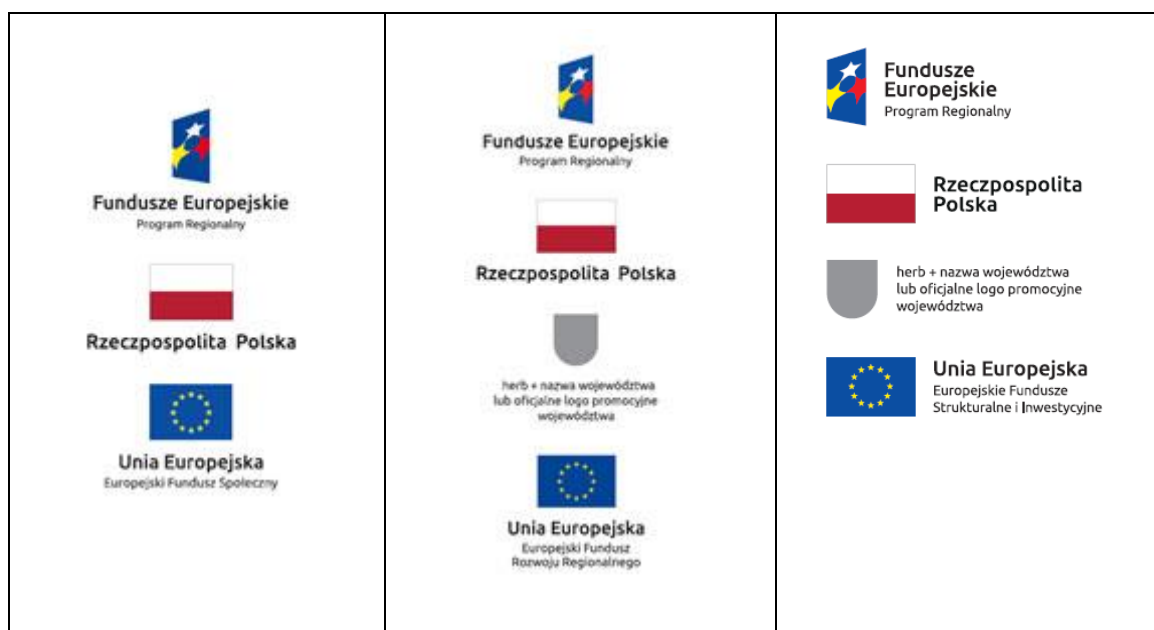 Fundusze Europejskie
Program Regionalny
Rzeczpospolita Polska
Unia Europejska
Europejski Fundusz Społeczny
Fundusze Europejskie
Program Regionalny
Rzeczpospolita Polska
herb + nazwa województwa
lub oficjalne logo promocyjne
województwa
Unia Europejska
Europejski Fundusz
Rozwoju Regionalnego
Fundusze
Europejskie
Program Regionalny
Rzeczpospolita
Polska
herb + nazwa województwa
lub oficjalne logo promocyjne
województwa
Unia Europejska
Europejskie Fundusze
Strukturalne i Inwestycyjne